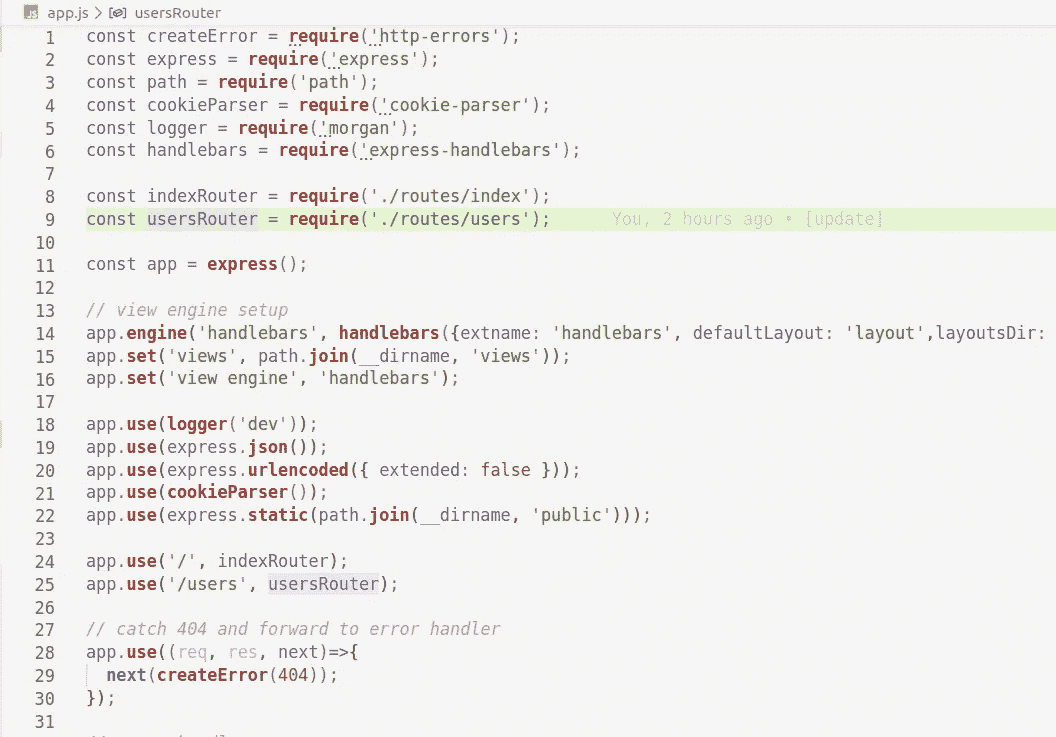 JS app.js > usersRouter
1 const createError = require('http-errors');
2 const express = require('express');
3 const path = require('path');
4 const cookieParser = require('cookie-parser');
5 const logger = require('morgan');
6 const handlebars = require('express-handlebars');
7
8 const indexRouter = require('./routes/index');
9 const usersRouter = require('./routes/users'); You, 2 hours ago • [update]
10
11 const app = express();
12
13 // view engine setup
14 app.engine('handlebars', handlebars({extname: 'handlebars', defaultLayout: 'layout',layoutsDir:
15 app.set('views', path.join(__dirname, 'views'));
16 app.set('view engine', 'handlebars');
17
18 app.use(logger('dev'));
19 app.use(express.json());
20 app.use(express.urlencoded({ extended: false }));
21 app.use(cookieParser());
22 app.use(express.static(path.join(__dirname, 'public')));
23
24 app.use('/', indexRouter);
25 app.use('/users', usersRouter);
26
27 // catch 404 and forward to error handler
28 app.use((req, res, next)=>{
29 next(createError(404));
30 });
31